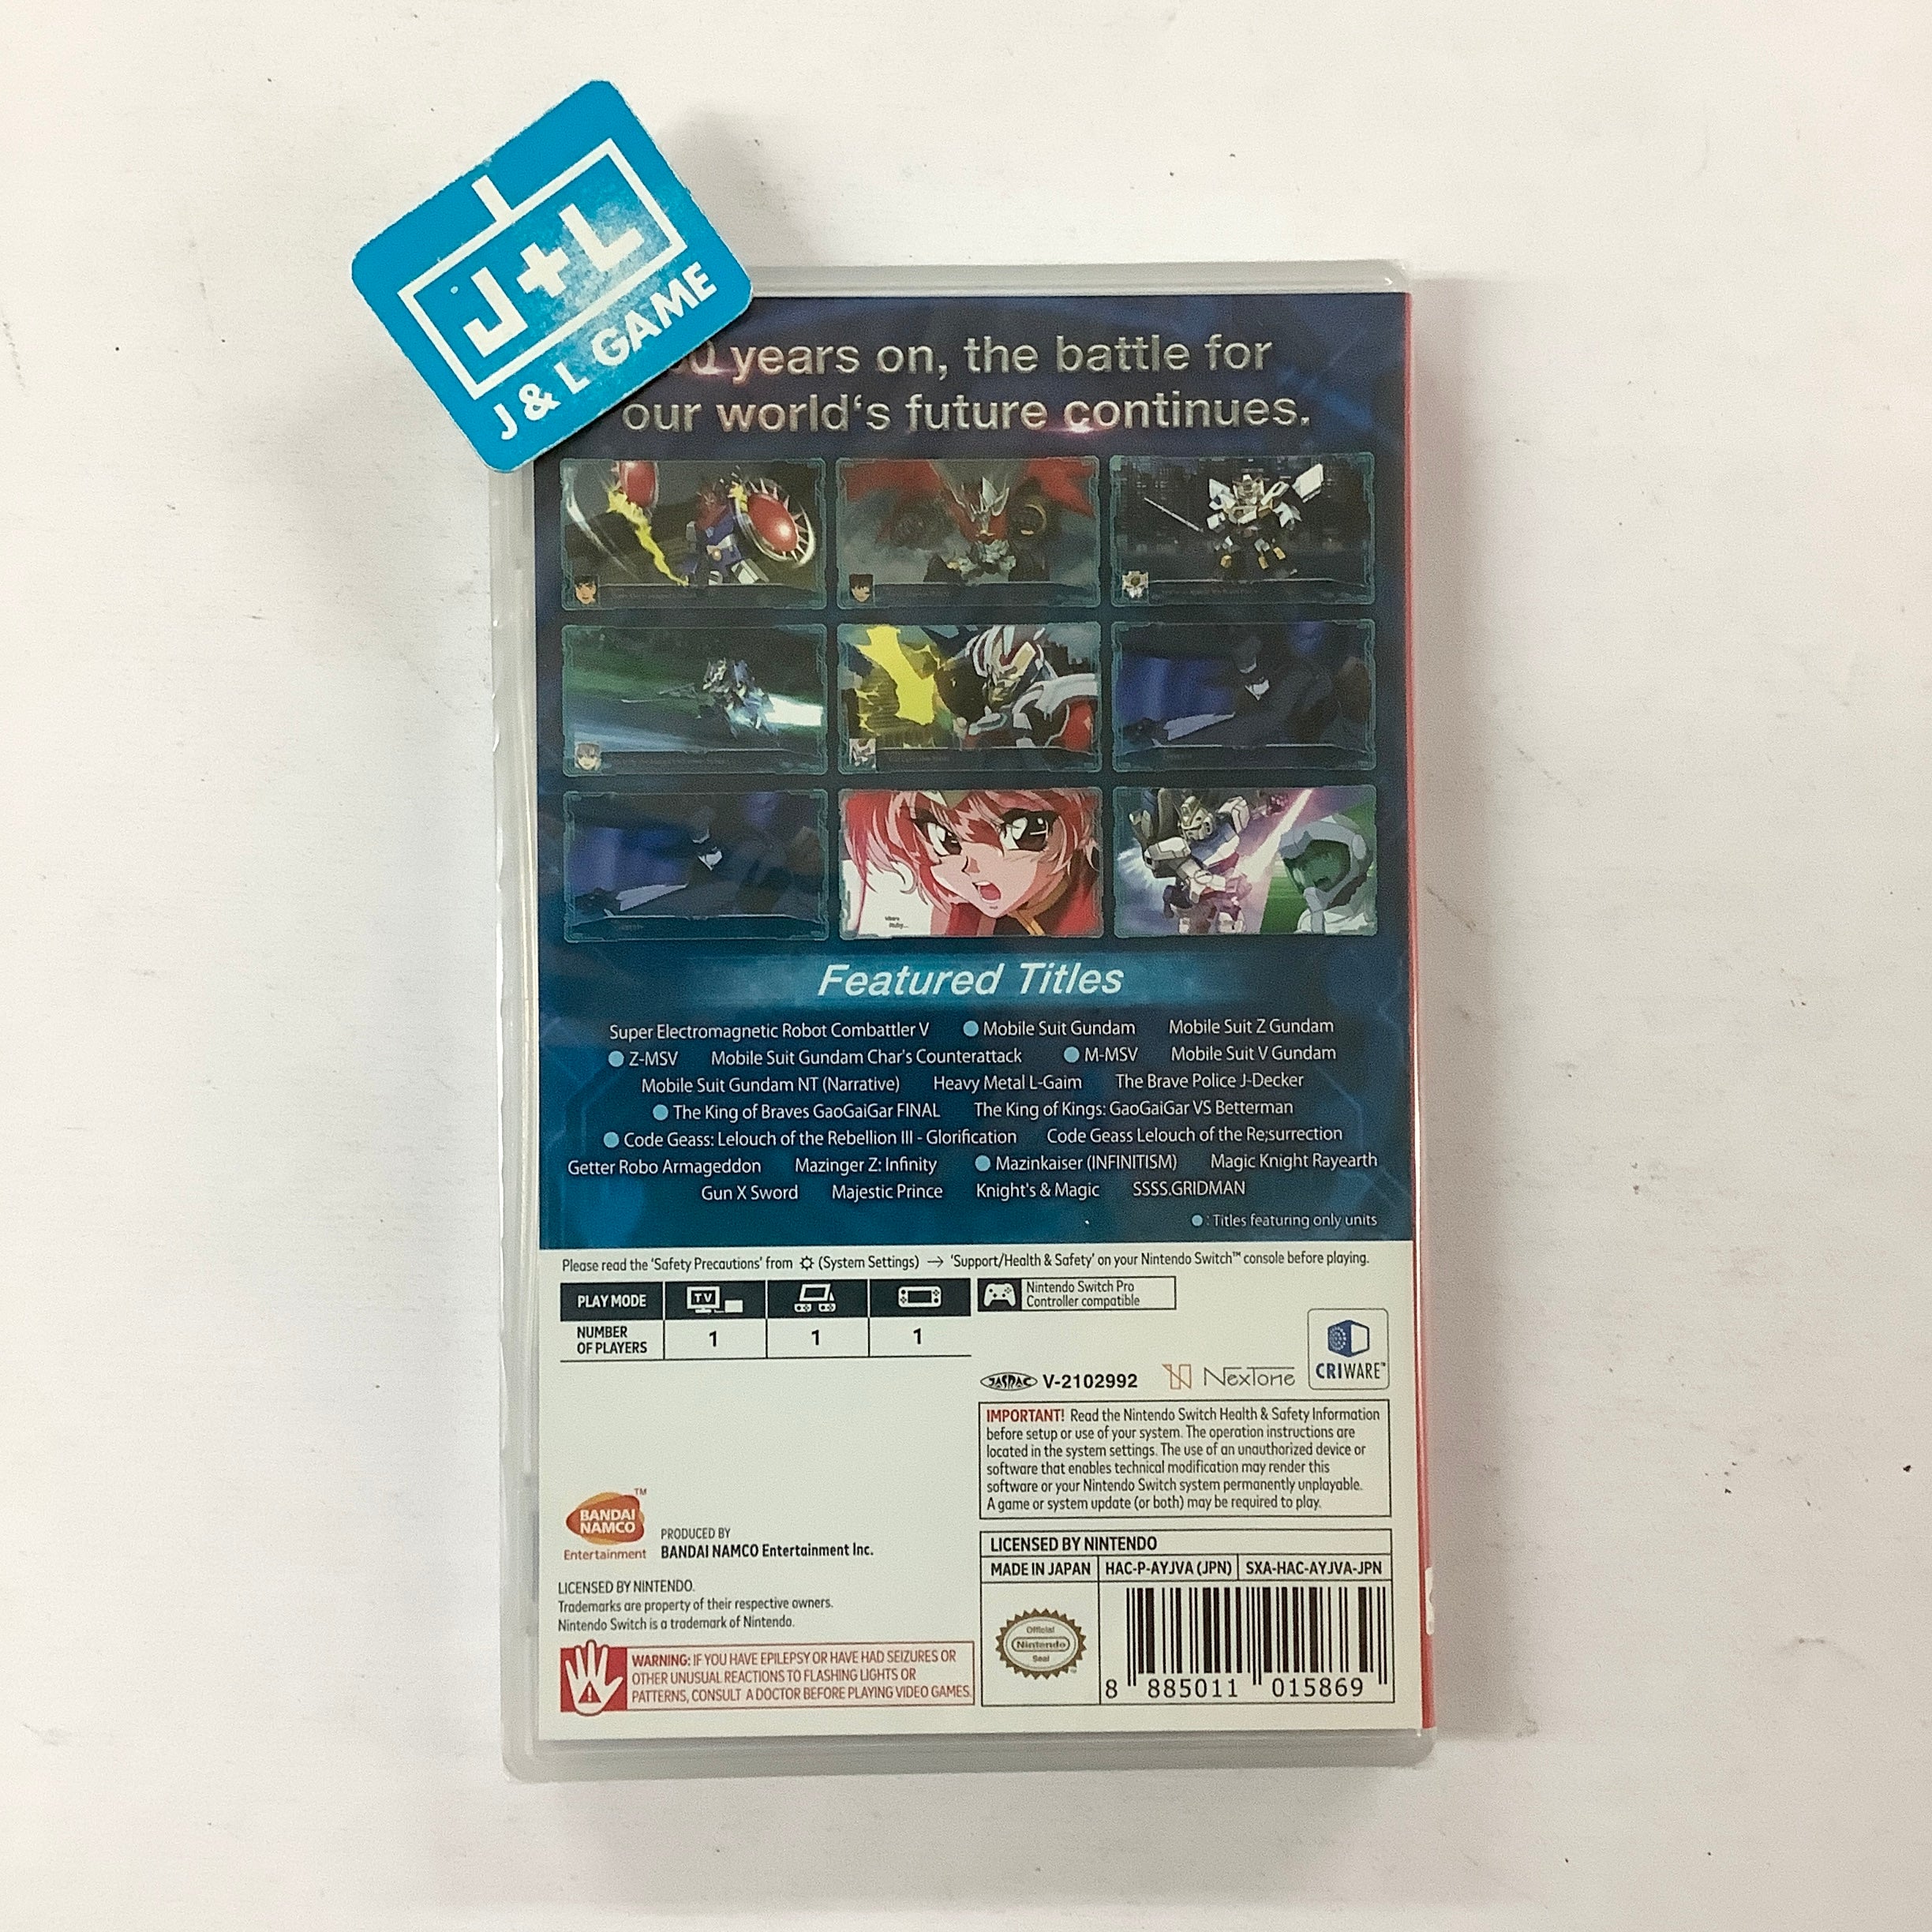 J+L
J & L GAME
years on, the battle for
our world's future continues.
Featured Titles
Super Electromagnetic Robot Combattler V ● Mobile Suit Gundam Mobile Suit Z Gundam
● Z-MSV Mobile Suit Gundam Char's Counterattack ● M-MSV Mobile Suit V Gundam
Mobile Suit Gundam NT (Narrative) Heavy Metal L-Gaim The Brave Police J-Decker
● The King of Braves GaoGaiGar FINAL The King of Kings: GaoGaiGar VS Betterman
● Code Geass: Lelouch of the Rebellion III - Glorification Code Geass Lelouch of the Re;surrection
Getter Robo Armageddon Mazinger Z: Infinity ● Mazinkaiser (INFINITISM) Magic Knight Rayearth
Gun X Sword Majestic Prince Knight's & Magic SSSS.GRIDMAN
● : Titles featuring only units
Please read the 'Safety Precautions' from (System Settings) → 'Support/Health & Safety' on your Nintendo Switch™ console before playing.
PLAY MODE TV
NUMBER OF PLAYERS 1 1 1
Nintendo Switch Pro
Controller compatible
JASRAC V-2102992 NexTone CRIWARE™
IMPORTANT! Read the Nintendo Switch Health & Safety Information
before setup or use of your system. The operation instructions are
located in the system settings. The use of an unauthorized device or
software that enables technical modification may render this
software or your Nintendo Switch system permanently unplayable.
A game or system update (or both) may be required to play.
BANDAI
NAMCO ™
Entertainment
PRODUCED BY
BANDAI NAMCO Entertainment Inc.
LICENSED BY NINTENDO.
Trademarks are property of their respective owners.
Nintendo Switch is a trademark of Nintendo.
WARNING: IF YOU HAVE EPILEPSY OR HAVE HAD SEIZURES OR
OTHER UNUSUAL REACTIONS TO FLASHING LIGHTS OR
PATTERNS, CONSULT A DOCTOR BEFORE PLAYING VIDEO GAMES.
LICENSED BY NINTENDO
MADE IN JAPAN HAC-P-AYJVA (JPN) SXA-HAC-AYJVA-JPN
Official
Nintendo
Seal
8 885011 015869